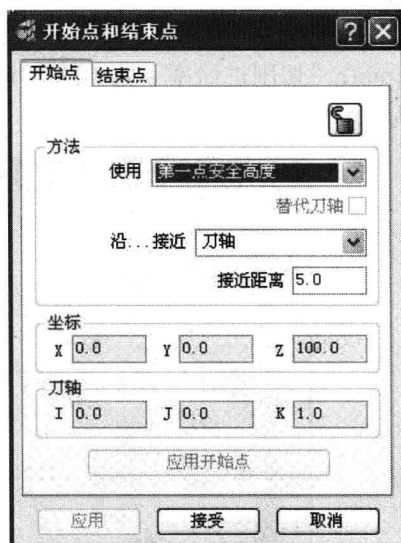 开始点和结束点
开始点 结束点
方法
使用 第一点安全高度
替代刀轴
沿...接近 刀轴
接近距离 5.0
坐标
X 0.0 Y 0.0 Z 100.0
刀轴
I 0.0 J 0.0 K 1.0
应用开始点
应用 接受 取消